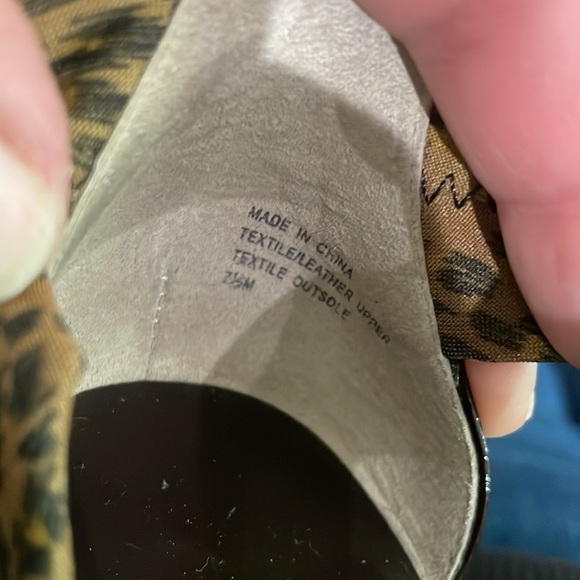 MADE IN CHINA
TEXTILE/LEATHER UPPER
TEXTILE OUTSOLE
7½M